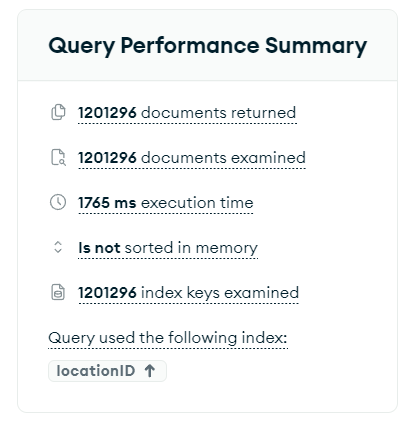 Query Performance Summary
1201296 documents returned
1201296 documents examined
1765 ms execution time
Is not sorted in memory
1201296 index keys examined
Query used the following index:
locationID ↑